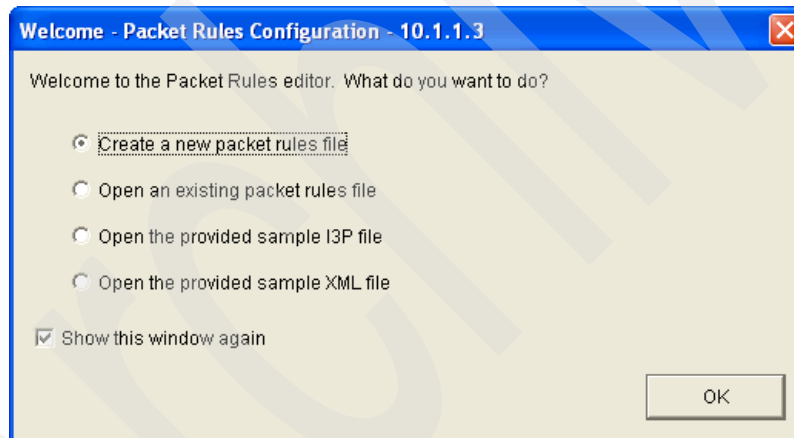 Welcome - Packet Rules Configuration - 10.1.1.3
Welcome to the Packet Rules editor. What do you want to do?
Create a new packet rules file
Open an existing packet rules file
Open the provided sample I3P file
Open the provided sample XML file
Show this window again
OK